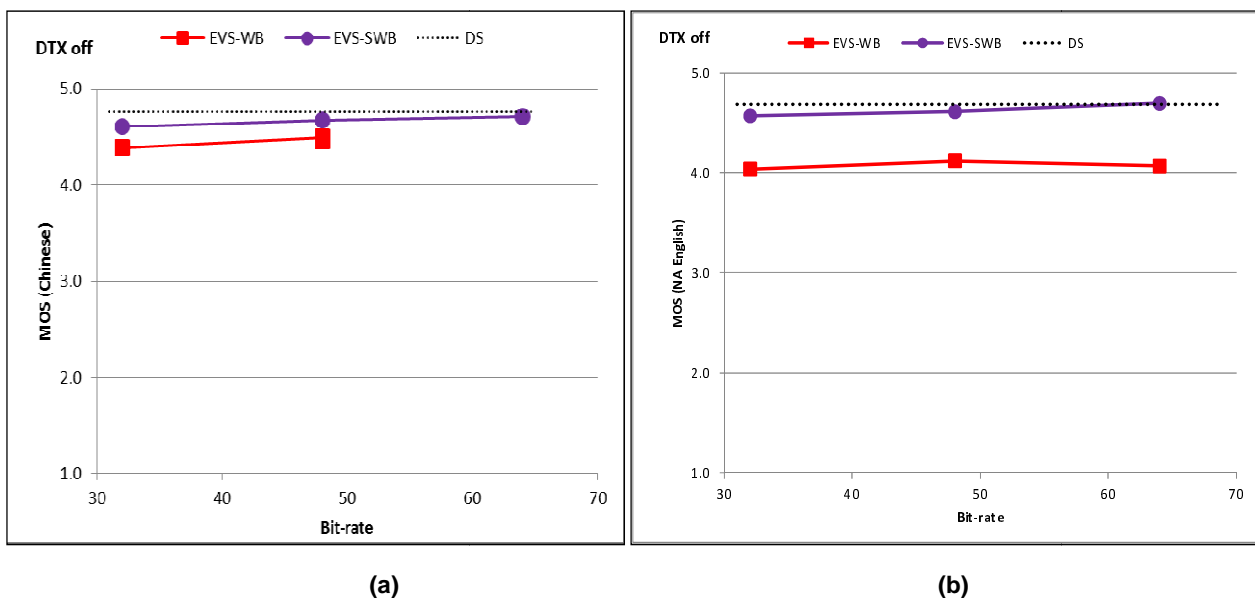 DTX off
EVS-WB EVS-SWB DS
MOS (Chinese)
5.0
4.0
3.0
2.0
1.0
30 40 50 60 70
Bit-rate
(a)
DTX off
EVS-WB EVS-SWB DS
MOS (NA English)
5.0
4.0
3.0
2.0
1.0
30 40 50 60 70
Bit-rate
(b)